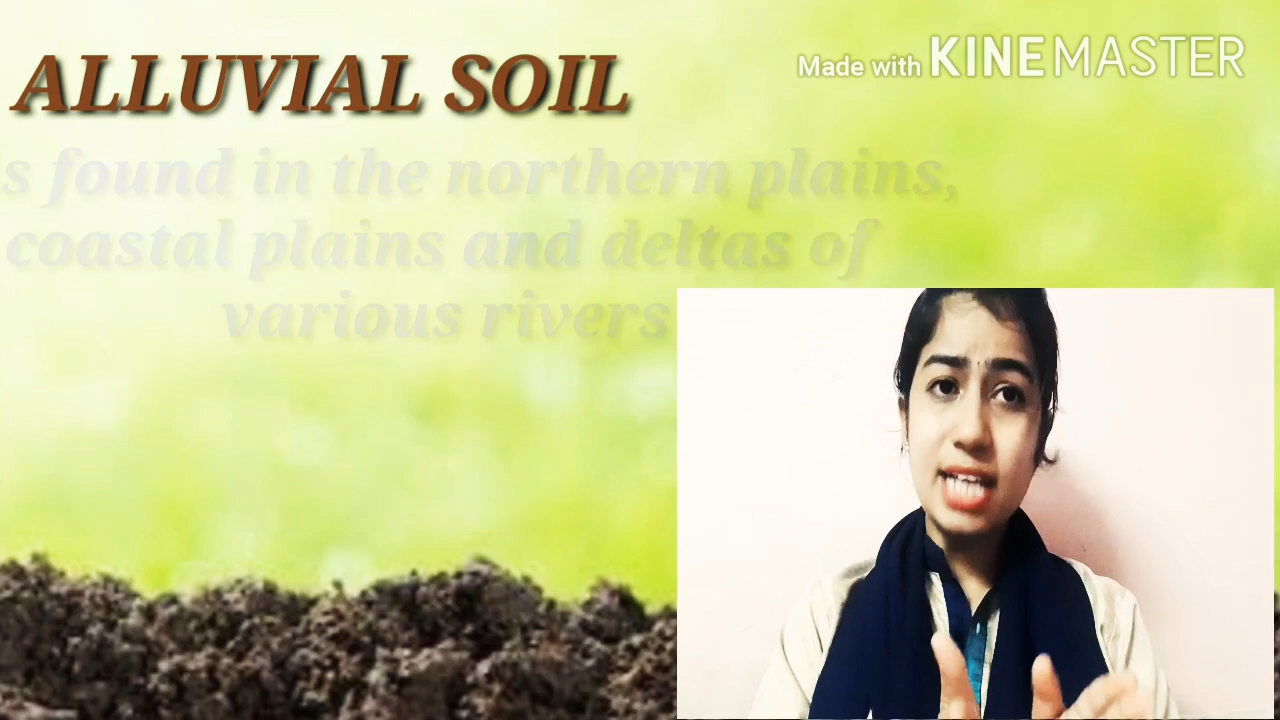 ALLUVIAL SOIL
Made with KINEMASTER
s found in the northern plains,
coastal plains and deltas of
various rivers